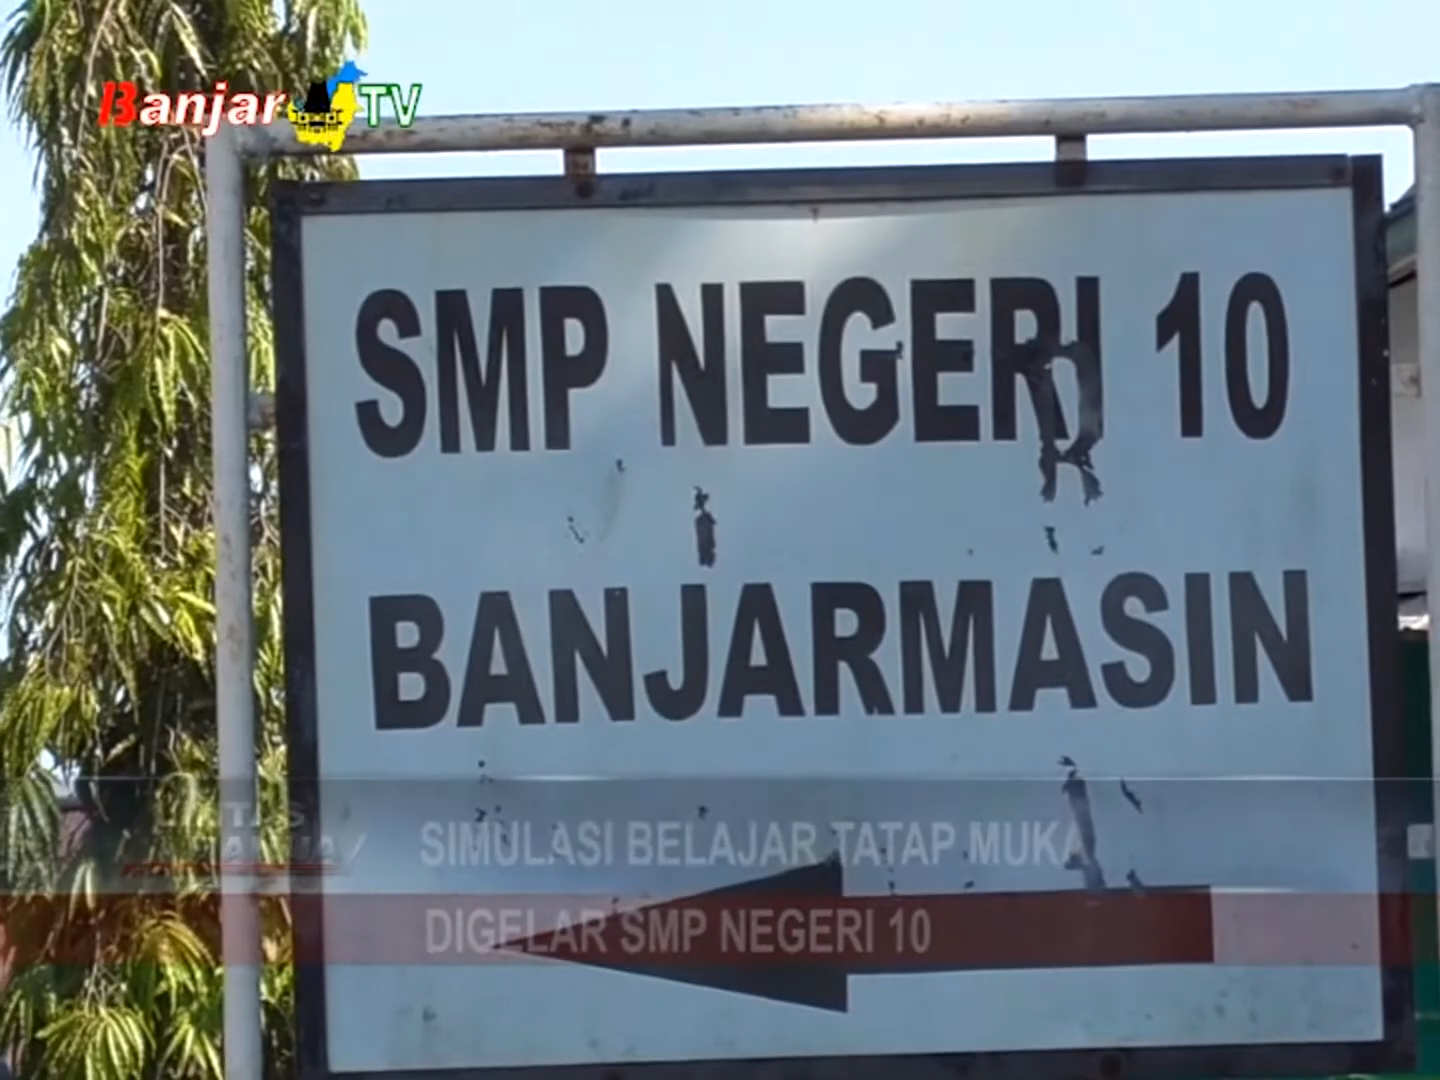 Banjar TV
SMP NEGERI 10
BANJARMASIN
SIMULASI BELAJAR TATAP MUKA
DIGELAR SMP NEGERI 10